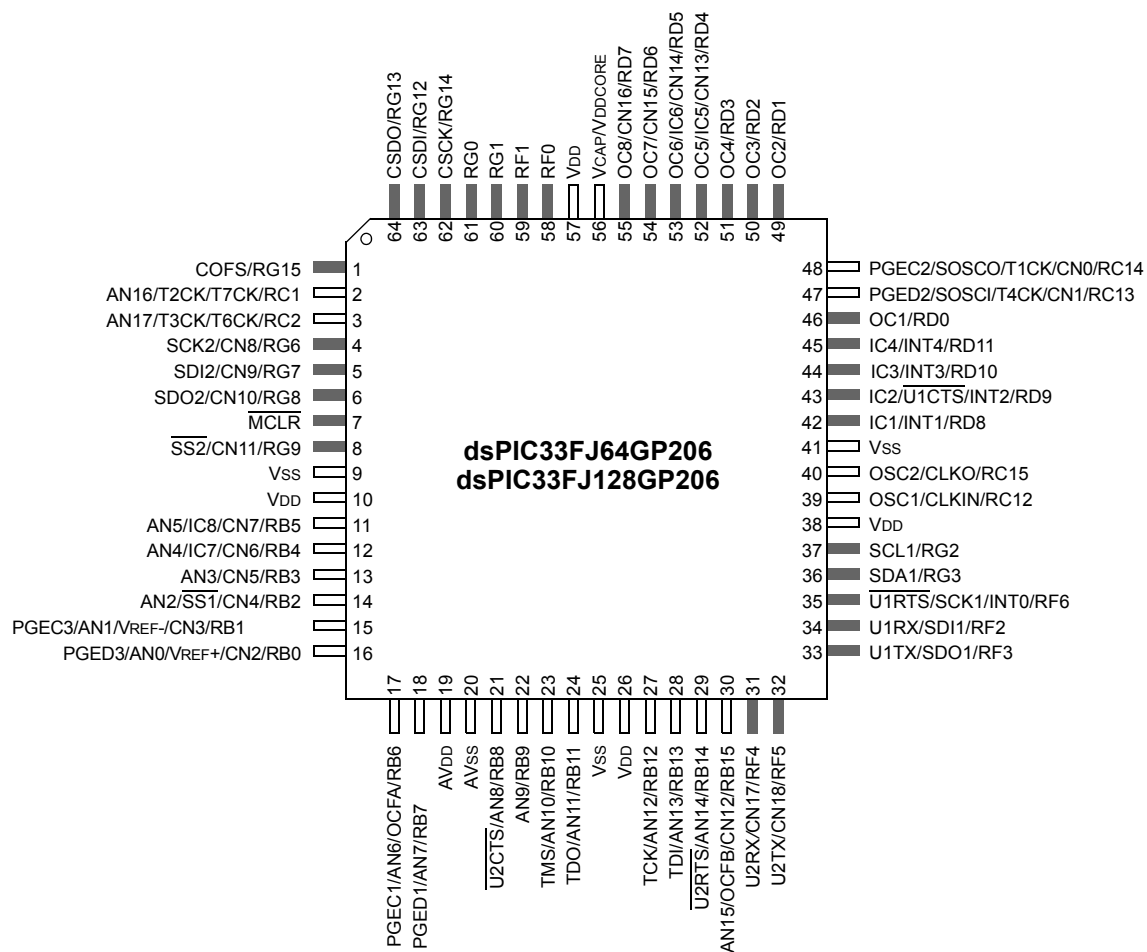 CSDO/RG13
CSDI/RG12
CSCK/RG14
RG0
RG1
RF1
RF0
VDD
VCAP/VDDCORE
OC8/CN16/RD7
OC7/CN15/RD6
OC6/IC6/CN14/RD5
OC5/IC5/CN13/RD4
OC4/RD3
OC3/RD2
OC2/RD1
64 63 62 61 60 59 58 57 56 55 54 53 52 51 50 49
COFS/RG15 1
AN16/T2CK/T7CK/RC1 2
AN17/T3CK/T6CK/RC2 3
SCK2/CN8/RG6 4
SDI2/CN9/RG7 5
SDO2/CN10/RG8 6
MCLR 7
SS2/CN11/RG9 8
VSS 9
VDD 10
AN5/IC8/CN7/RB5 11
AN4/IC7/CN6/RB4 12
AN3/CN5/RB3 13
AN2/SS1/CN4/RB2 14
PGEC3/AN1/VREF-/CN3/RB1 15
PGED3/AN0/VREF+/CN2/RB0 16
dsPIC33FJ64GP206
dsPIC33FJ128GP206
48 PGEC2/SOSCO/T1CK/CN0/RC14
47 PGED2/SOSCI/T4CK/CN1/RC13
46 OC1/RD0
45 IC4/INT4/RD11
44 IC3/INT3/RD10
43 IC2/U1CTS/INT2/RD9
42 IC1/INT1/RD8
41 VSS
40 OSC2/CLKO/RC15
39 OSC1/CLKIN/RC12
38 VDD
37 SCL1/RG2
36 SDA1/RG3
35 U1RTS/SCK1/INT0/RF6
34 U1RX/SDI1/RF2
33 U1TX/SDO1/RF3
17 18 19 20 21 22 23 24 25 26 27 28 29 30 31 32
PGEC1/AN6/OCFA/RB6
PGED1/AN7/RB7
AVDD
AVSS
U2CTS/AN8/RB8
AN9/RB9
TMS/AN10/RB10
TDO/AN11/RB11
VSS
VDD
TCK/AN12/RB12
TDI/AN13/RB13
U2RTS/AN14/RB14
AN15/OCFB/CN12/RB15
U2RX/CN17/RF4
U2TX/CN18/RF5